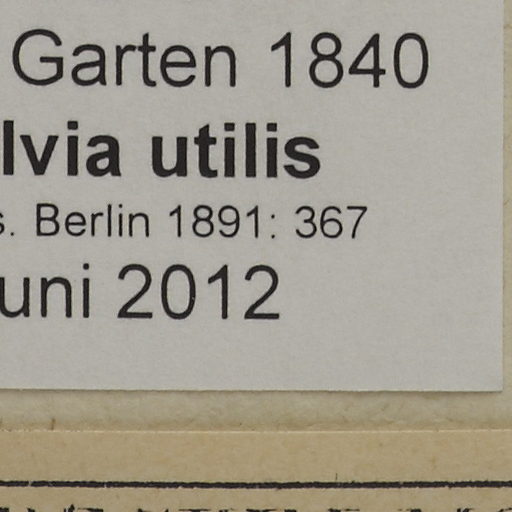 Garten 1840
lvia utilis
s. Berlin 1891: 367
uni 2012